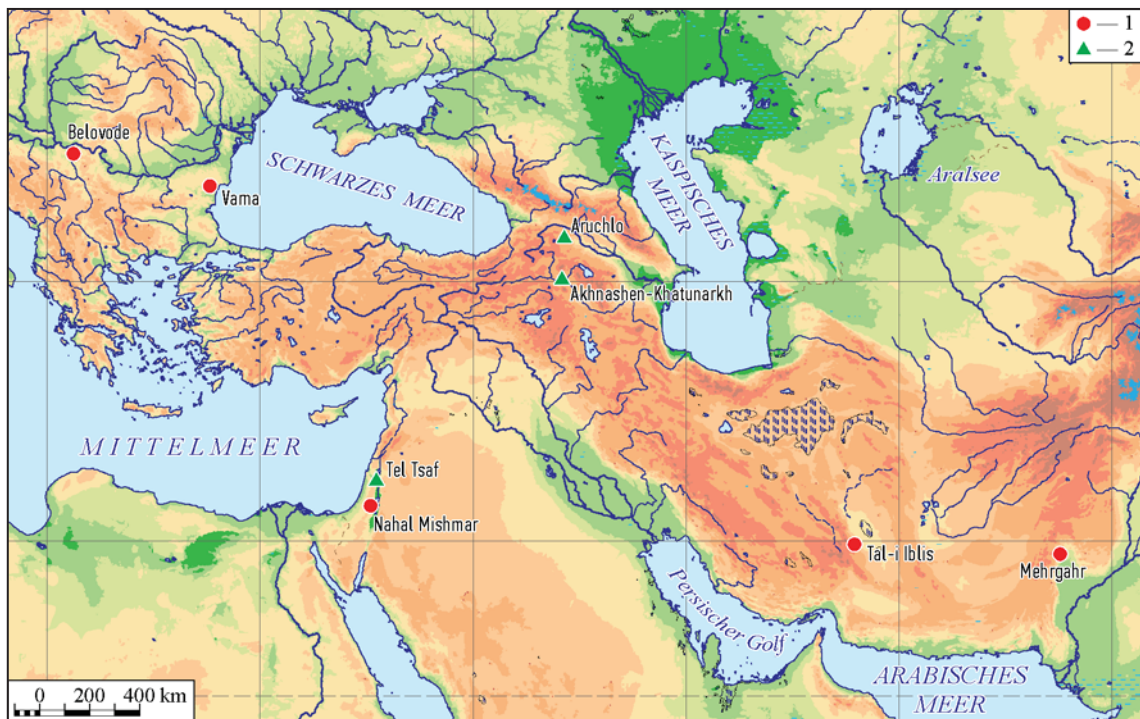 — 1
— 2
Belovode
Varna
SCHWARZES MEER
KASPISCHES
MEER
Aralsee
Aruchlo
Akhnashen-Khatunarkh
MITTELMEER
Tel Tsaf
Nahal Mishmar
Tal-i Iblis
Mehrgahr
Persischer Golf
ARABISCHES
MEER
0 200 400 km